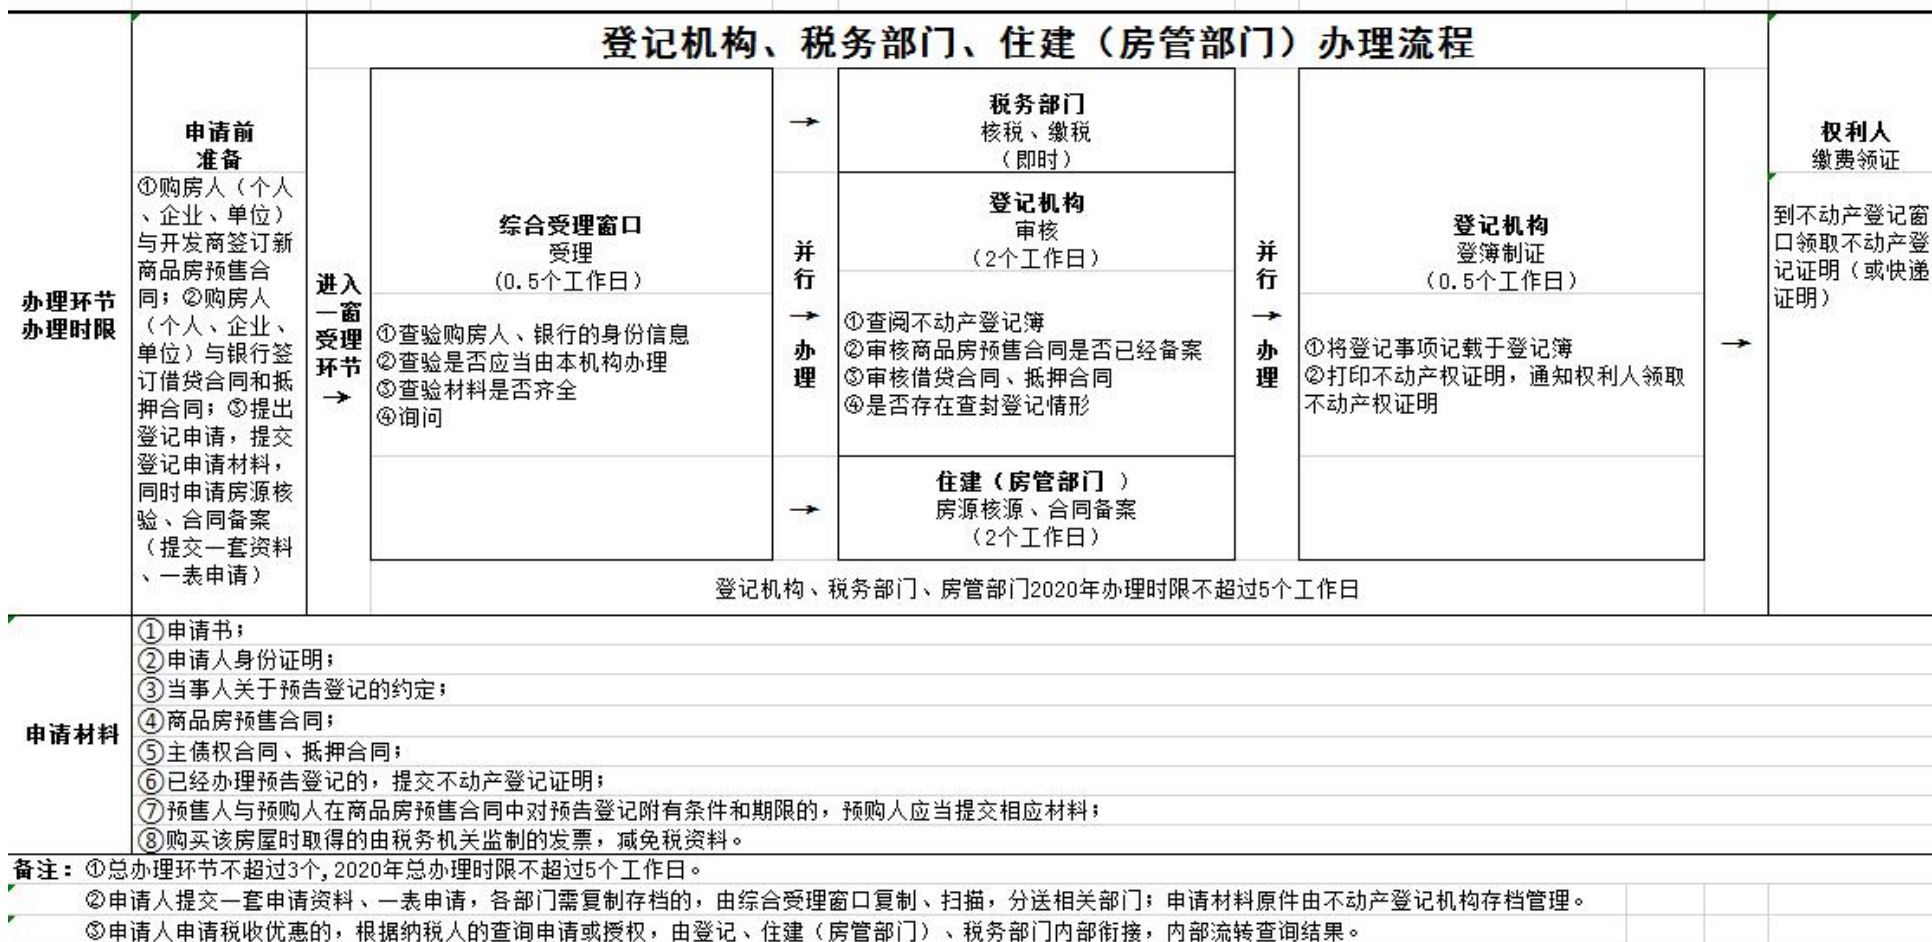 登记机构、税务部门、住建（房管部门）办理流程
办理环节
办理时限
申请前
准备
①购房人（个人
、企业、单位）
与开发商签订新
商品房预售合
同；②购房人
（个人、企业、
单位）与银行签
订借贷合同和抵
押合同；③提出
登记申请，提交
登记申请材料，
同时申请房源核
验、合同备案
（提交一套资料
、一表申请）
进入
一窗
受理
环节
→
综合受理窗口
受理
（0.5个工作日）
①查验购房人、银行的身份信息
②查验是否应当由本机构办理
③查验材料是否齐全
④询问
→
并
行
→
办
理
→
税务部门
核税、缴税
（即时）
登记机构
审核
（2个工作日）
①查阅不动产登记簿
②审核商品房预售合同是否已经备案
③审核借贷合同、抵押合同
④是否存在查封登记情形
住建（房管部门 ）
房源核源、合同备案
（2个工作日）
并
行
→
办
理
登记机构
登簿制证
（0.5个工作日）
①将登记事项记载于登记簿
②打印不动产权证明，通知权利人领取
不动产权证明
→
权利人
缴费领证
到不动产登记窗
口领取不动产登
记证明（或快递
证明）
登记机构、税务部门、房管部门2020年办理时限不超过5个工作日
申请材料
①申请书；
②申请人身份证明；
③当事人关于预告登记的约定；
④商品房预售合同；
⑤主债权合同、抵押合同；
⑥已经办理预告登记的，提交不动产登记证明；
⑦预售人与预购人在商品房预售合同中对预告登记附有条件和期限的，预购人应当提交相应材料；
⑧购买该房屋时取得的由税务机关监制的发票，减免税资料。
备注：①总办理环节不超过3个,2020年总办理时限不超过5个工作日。
②申请人提交一套申请资料、一表申请，各部门需复制存档的，由综合受理窗口复制、扫描，分送相关部门；申请材料原件由不动产登记机构存档管理。
③申请人申请税收优惠的，根据纳税人的查询申请或授权，由登记、住建（房管部门）、税务部门内部衔接，内部流转查询结果。